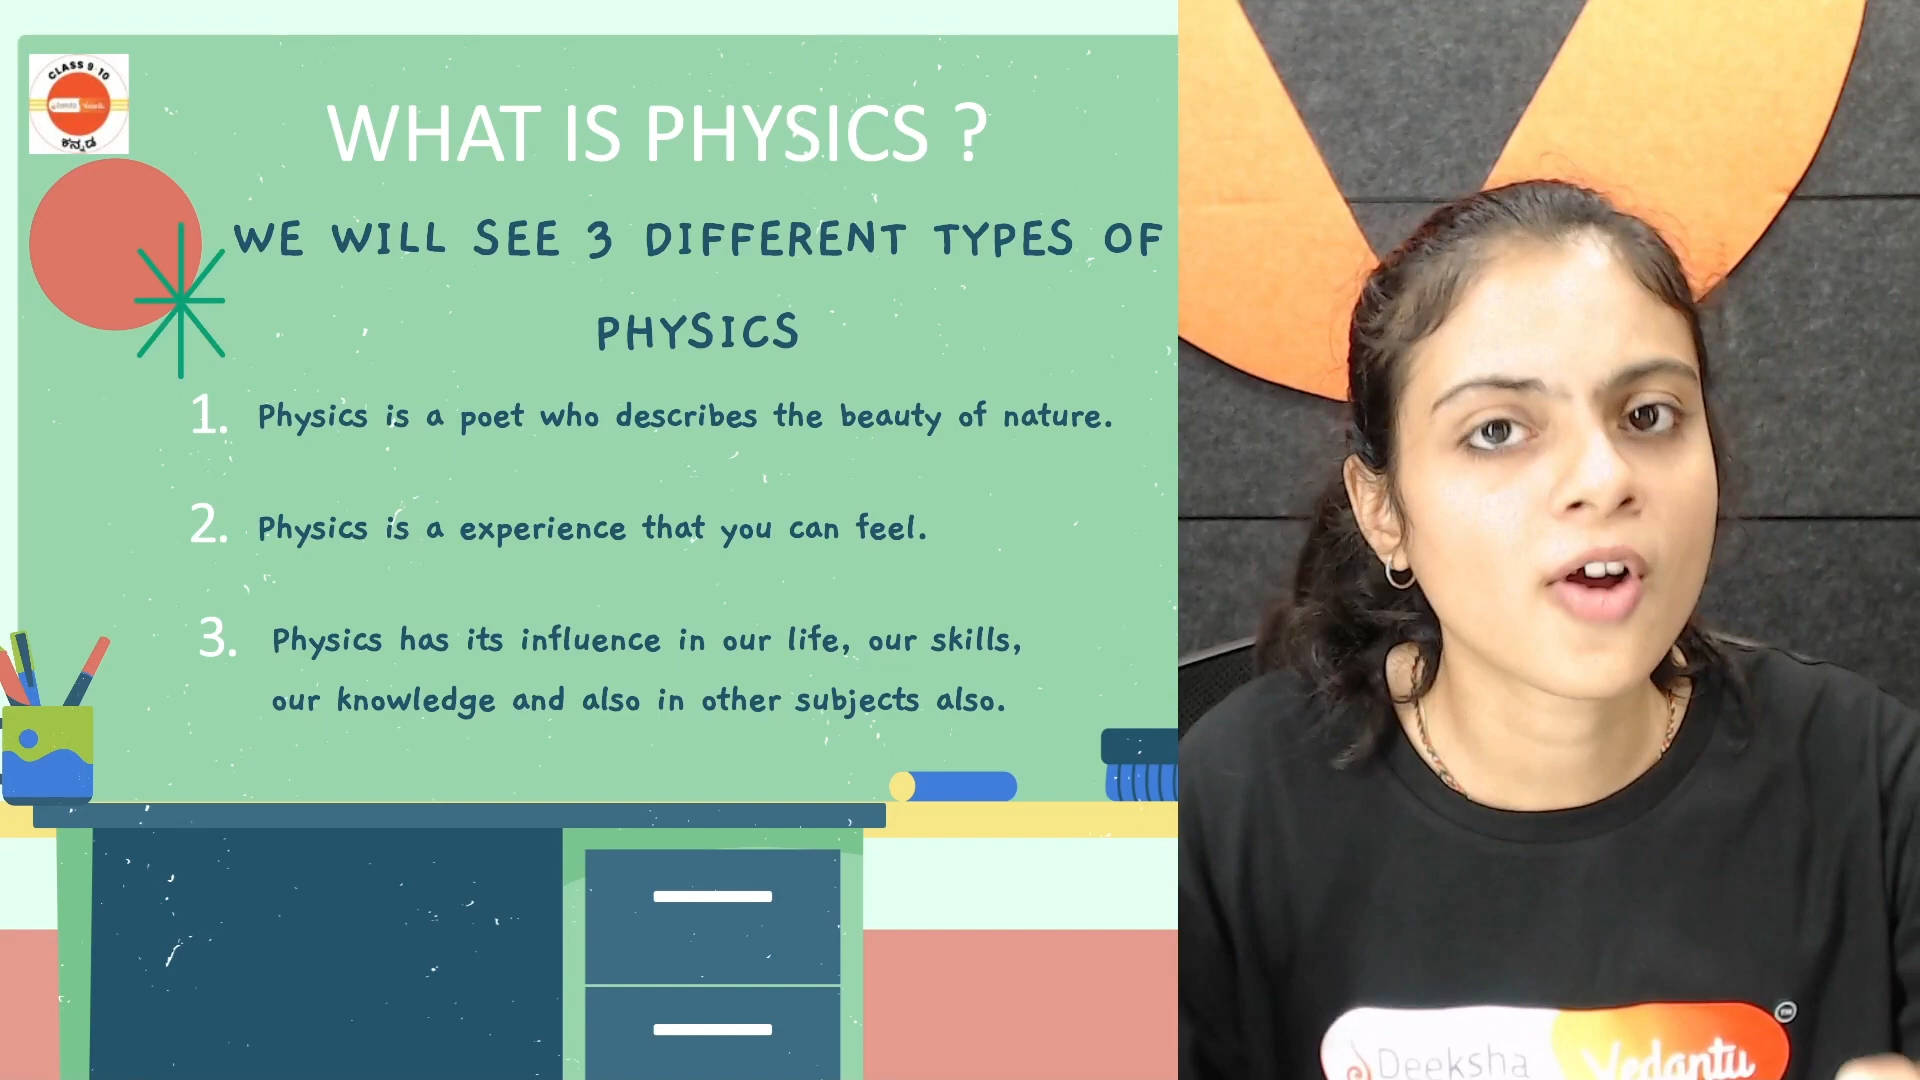 CLASS 9 10
ಕನ್ನಡ
WHAT IS PHYSICS ?
WE WILL SEE 3 DIFFERENT TYPES OF
PHYSICS
1. Physics is a poet who describes the beauty of nature.
2. Physics is a experience that you can feel.
3. Physics has its influence in our life, our skills,
our knowledge and also in other subjects also.
Deeksha Vedantu